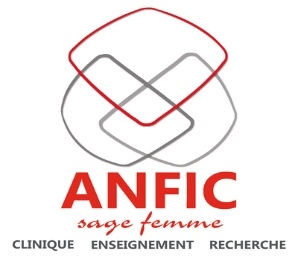 ANFIC
sage femme
CLINIQUE ENSEIGNEMENT RECHERCHE